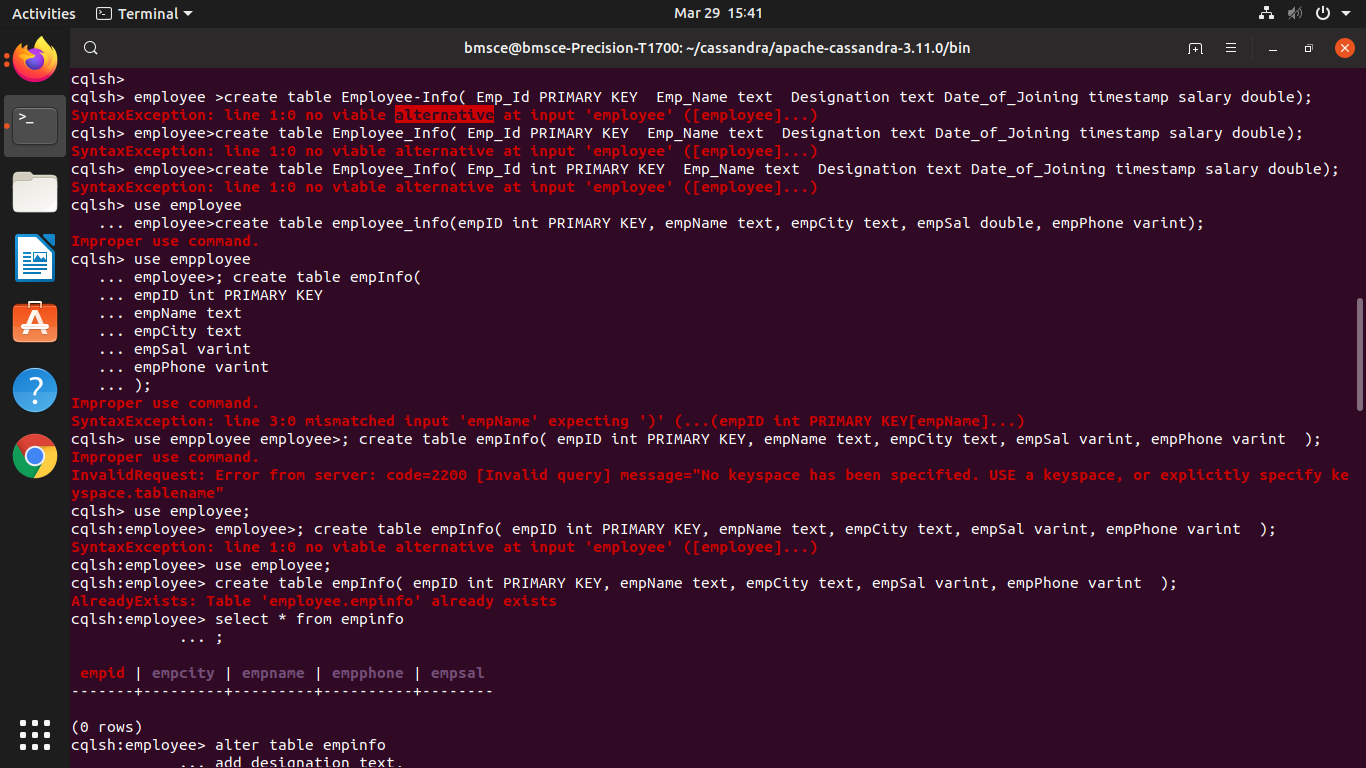 Activities
Terminal
Mar 29 15:41
bmsce@bmsce-Precision-T1700: ~/cassandra/apache-cassandra-3.11.0/bin
cqlsh>
cqlsh> employee >create table Employee-Info( Emp_Id PRIMARY KEY  Emp_Name text  Designation text Date_of_Joining timestamp salary double);
SyntaxException: line 1:0 no viable alternative at input 'employee' ([employee]...)
cqlsh> employee>create table Employee_Info( Emp_Id PRIMARY KEY  Emp_Name text  Designation text Date_of_Joining timestamp salary double);
SyntaxException: line 1:0 no viable alternative at input 'employee' ([employee]...)
cqlsh> employee>create table Employee_Info( Emp_Id int PRIMARY KEY  Emp_Name text  Designation text Date_of_Joining timestamp salary double);
SyntaxException: line 1:0 no viable alternative at input 'employee' ([employee]...)
cqlsh> use employee
   ... employee>create table employee_info(empID int PRIMARY KEY, empName text, empCity text, empSal double, empPhone varint);
Improper use command.
cqlsh> use empployee
   ... employee>; create table empInfo(
   ... empID int PRIMARY KEY
   ... empName text
   ... empCity text
   ... empSal varint
   ... empPhone varint
   ... );
Improper use command.
SyntaxException: line 3:0 mismatched input 'empName' expecting ')' (...(empID int PRIMARY KEY[empName]...)
cqlsh> use empployee employee>; create table empInfo( empID int PRIMARY KEY, empName text, empCity text, empSal varint, empPhone varint  );
Improper use command.
InvalidRequest: Error from server: code=2200 [Invalid query] message="No keyspace has been specified. USE a keyspace, or explicitly specify ke
yspace.tablename"
cqlsh> use employee;
cqlsh:employee> employee>; create table empInfo( empID int PRIMARY KEY, empName text, empCity text, empSal varint, empPhone varint  );
SyntaxException: line 1:0 no viable alternative at input 'employee' ([employee]...)
cqlsh:employee> use employee;
cqlsh:employee> create table empInfo( empID int PRIMARY KEY, empName text, empCity text, empSal varint, empPhone varint  );
AlreadyExists: Table 'employee.empinfo' already exists
cqlsh:employee> select * from empinfo
            ... ;
 empid | empcity | empname | empphone | empsal
-------+---------+---------+----------+--------
(0 rows)
cqlsh:employee> alter table empinfo
            ... add designation text.